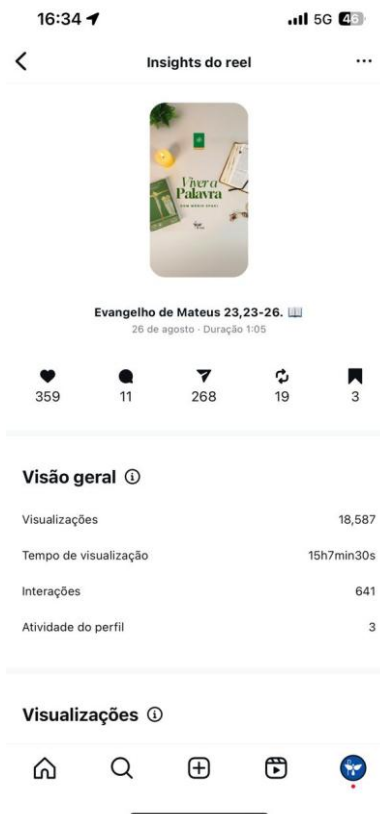 16:34
5G 46
Insights do reel
Viver a
Palavra
Evangelho de Mateus 23,23-26.
26 de agosto · Duração 1:05
359 11 268 19 3
Visão geral
Visualizações 18,587
Tempo de visualização 15h7min30s
Interações 641
Atividade do perfil 3
Visualizações